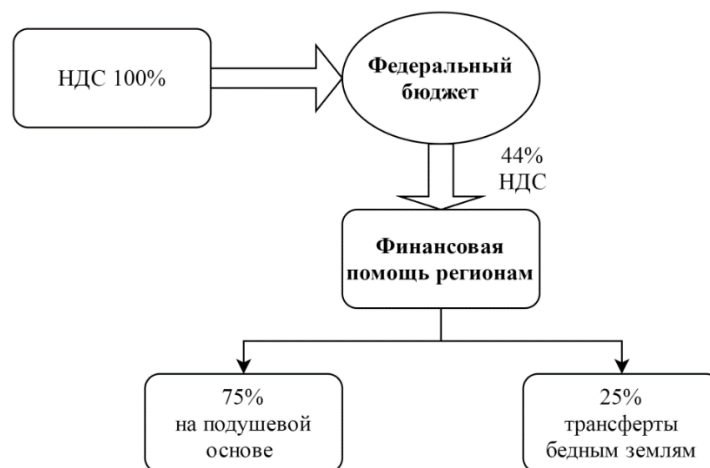 НДС 100%
Федеральный
бюджет
44%
НДС
Финансовая
помощь регионам
75%
на подушевой
основе
25%
трансферты
бедным землям